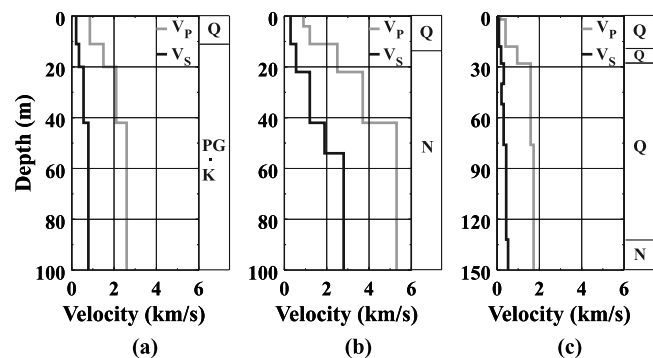 Depth (m)
0
20
40
60
80
100
V_P
V_S
Q
PG
·
K
0 2 4 6
Velocity (km/s)
(a)
0
20
40
60
80
100
V_P
V_S
Q
N
0 2 4 6
Velocity (km/s)
(b)
0
30
60
90
120
150
V_P
V_S
Q
Q
Q
N
0 2 4 6
Velocity (km/s)
(c)